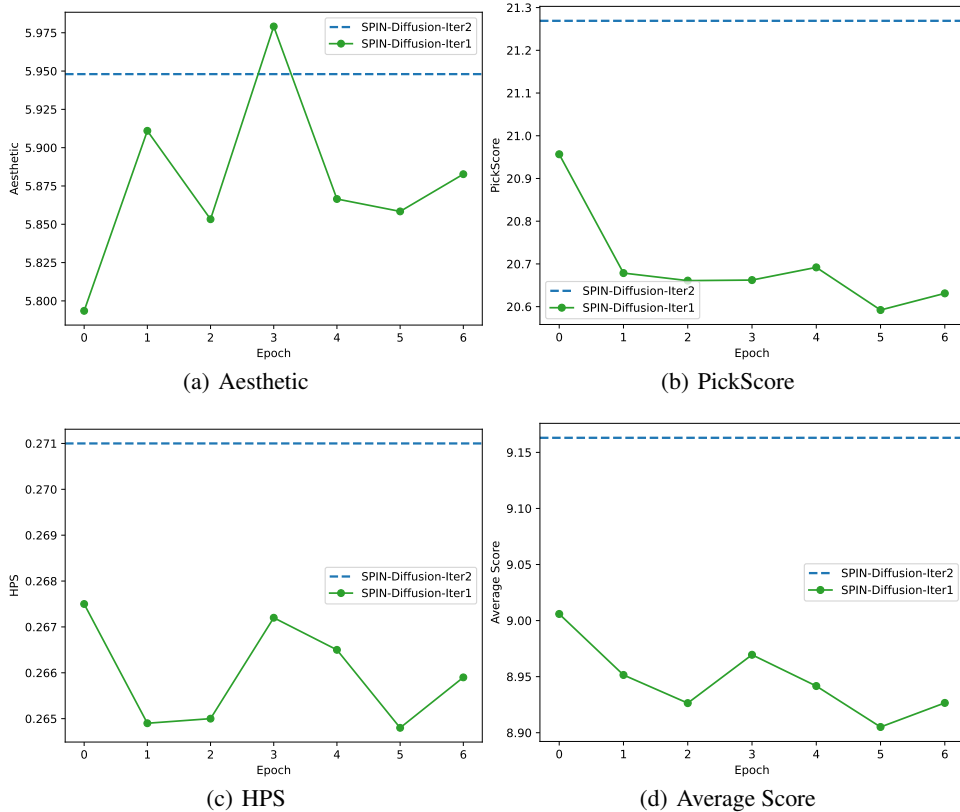 5.975
5.950
5.925
5.900
5.875
5.850
5.825
5.800
Aesthetic
SPIN-Diffusion-Iter2
SPIN-Diffusion-Iter1
0 1 2 3 4 5 6
Epoch
(a) Aesthetic
21.3
21.2
21.1
21.0
20.9
20.8
20.7
20.6
PickScore
SPIN-Diffusion-Iter2
SPIN-Diffusion-Iter1
0 1 2 3 4 5 6
Epoch
(b) PickScore
0.271
0.270
0.269
0.268
0.267
0.266
0.265
HPS
SPIN-Diffusion-Iter2
SPIN-Diffusion-Iter1
0 1 2 3 4 5 6
Epoch
(c) HPS
9.15
9.10
9.05
9.00
8.95
8.90
Average Score
SPIN-Diffusion-Iter2
SPIN-Diffusion-Iter1
0 1 2 3 4 5 6
Epoch
(d) Average Score